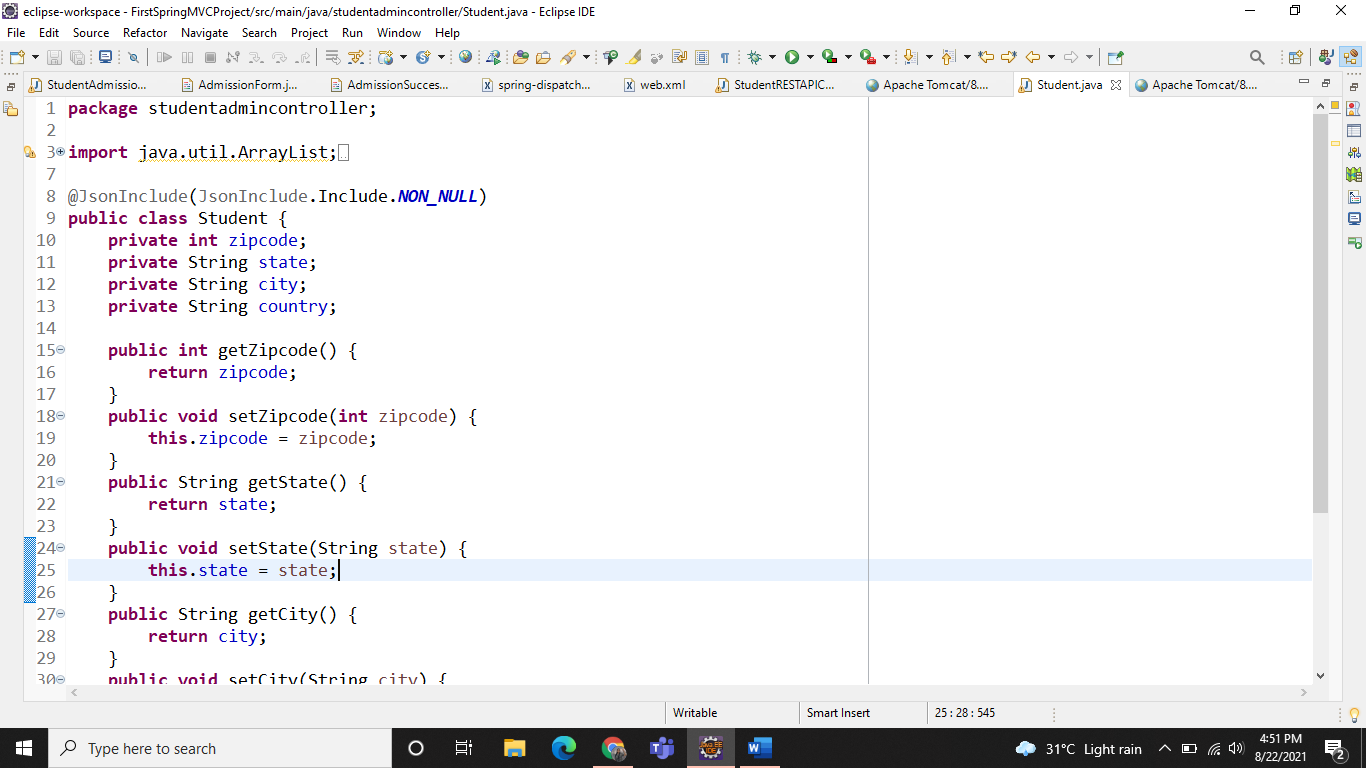 eclipse-workspace - FirstSpringMVCProject/src/main/java/studentadmincontroller/Student.java - Eclipse IDE
File Edit Source Refactor Navigate Search Project Run Window Help
StudentAdmissio... AdmissionForm.j... AdmissionSucces... spring-dispatch... web.xml StudentRESTAPIC... Apache Tomcat/8.... Student.java Apache Tomcat/8....
1 package studentadmincontroller;
2
3 import java.util.ArrayList;
7
8 @JsonInclude(JsonInclude.Include.NON_NULL)
9 public class Student {
10 private int zipcode;
11 private String state;
12 private String city;
13 private String country;
14
15 public int getZipcode() {
16 return zipcode;
17 }
18 public void setZipcode(int zipcode) {
19 this.zipcode = zipcode;
20 }
21 public String getState() {
22 return state;
23 }
24 public void setState(String state) {
25 this.state = state;
26 }
27 public String getCity() {
28 return city;
29 }
30 public void setCity(String city) {
Writable Smart Insert 25 : 28 : 545
Type here to search
31°C Light rain 4:51 PM
8/22/2021
2